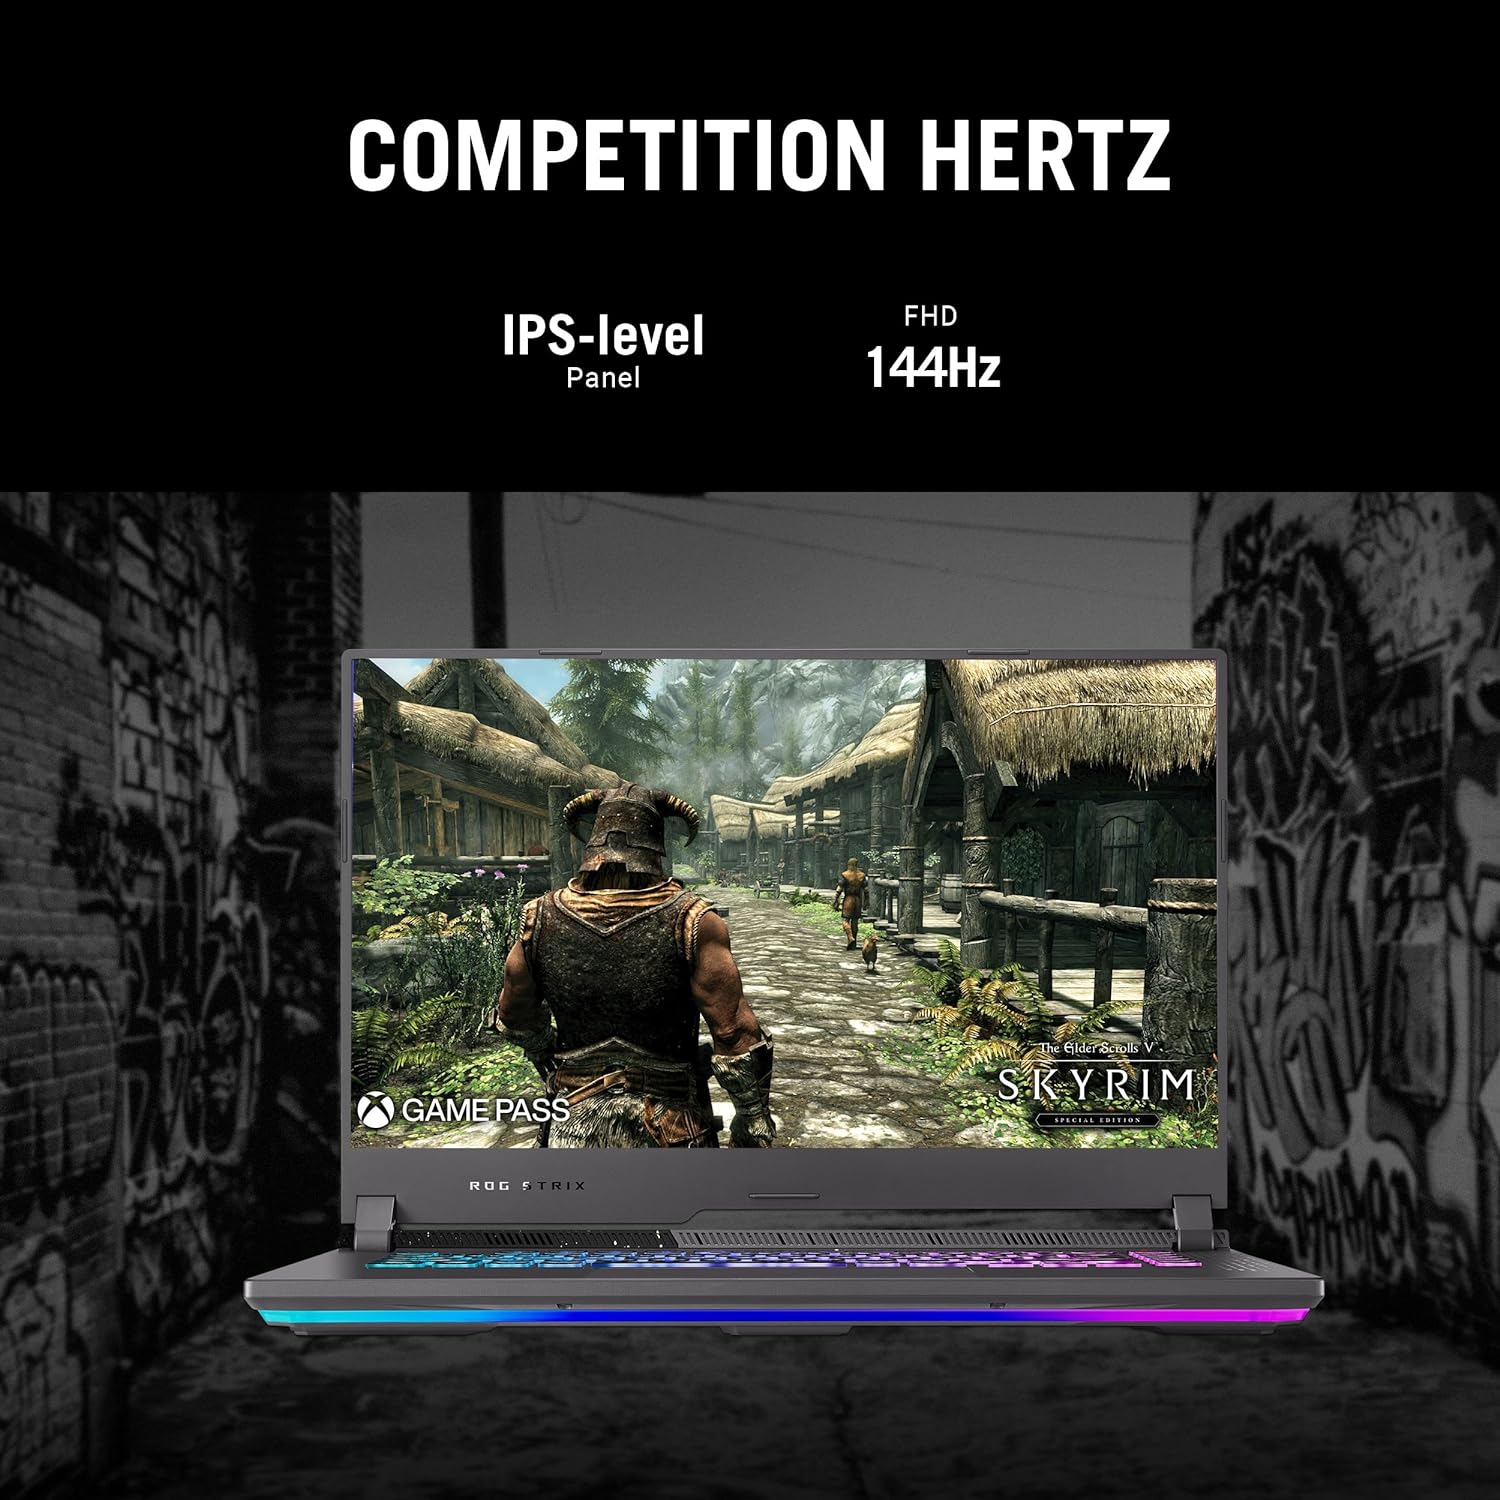 COMPETITION HERTZ
IPS-level
Panel
FHD
144Hz
The Elder Scrolls V
SKYRIM
SPECIAL EDITION
GAME PASS
ROG STRIX